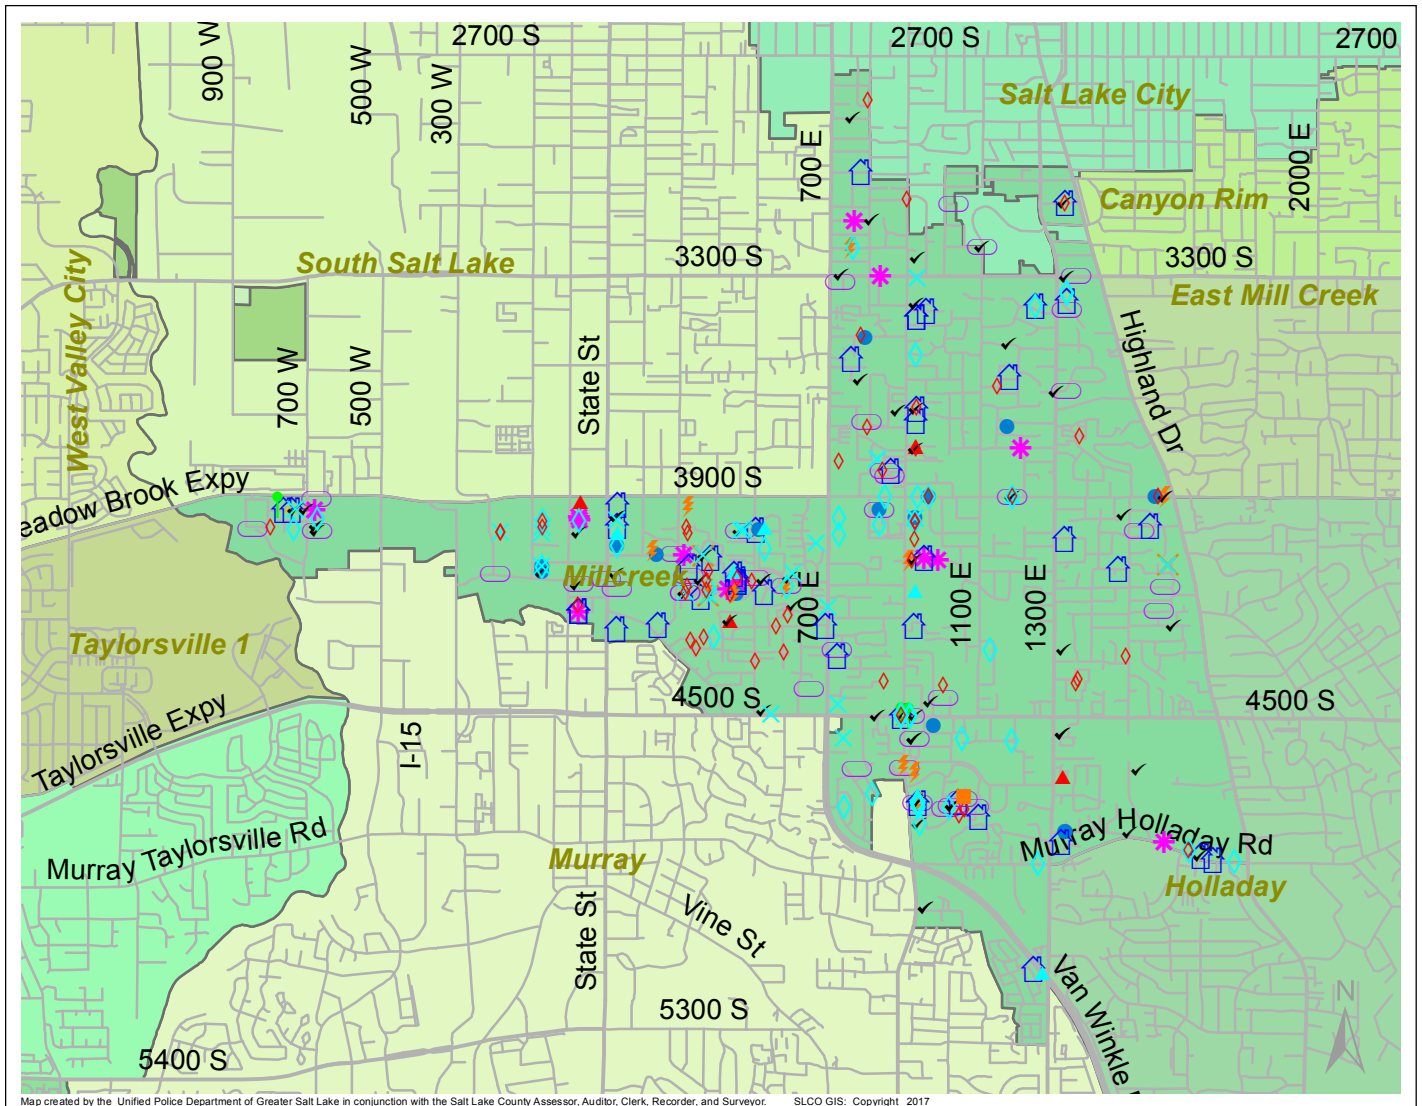 2700 S
2700 S
2700
900 W
500 W
300 W
Salt Lake City
700 E
2000 E
Canyon Rim
3300 S
3300 S
South Salt Lake
West Valley City
East Mill Creek
Highland Dr
State St
700 W
500 W
3900 S
eadow Brook Expy
Millcreek
700 E
1100 E
1300 E
Taylorsville 1
4500 S
4500 S
Taylorsville Expy
I-15
Murray Taylorsville Rd
Murray Holladay Rd
Murray
Holladay
State St
Vine St
Van Winkle
N
5300 S
5400 S
Map created by the Unified Police Department of Greater Salt Lake in conjunction with the Salt Lake County Assessor, Auditor, Clerk, Recorder, and Surveyor. SLCO GIS: Copyright 2017